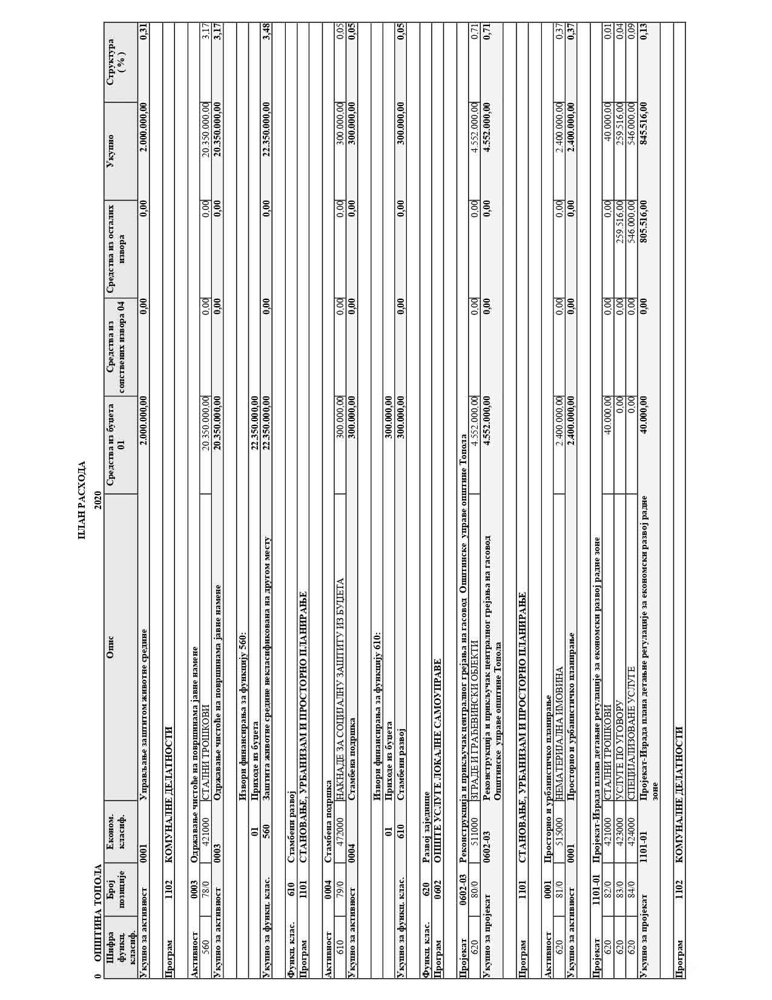 ПЛАН РАСХОДА
0 ОПШТИНА ТОПОЛА 2020
Шифра функц. класиф. Број позиције Економ. класиф. Опис Средства из буџета 01 Средства из сопствених извора 04 Средства из осталих извора Укупно Структура ( % )
Укупно за активност 0001 Управљање заштитом животне средине 2.000.000,00 0,00 0,00 2.000.000,00 0,31
Програм 1102 КОМУНАЛНЕ ДЕЛАТНОСТИ
Активност 0003 Одржавање чистоће на површинама јавне намене
560 78/0 421000 СТАЛНИ ТРОШКОВИ 20.350.000,00 0,00 0,00 20.350.000,00 3,17
Укупно за активност 0003 Одржавање чистоће на површинама јавне намене 20.350.000,00 0,00 0,00 20.350.000,00 3,17
Извори финансирања за функцију 560:
01 Приходе из буџета 22.350.000,00
Укупно за функц. клас. 560 Заштита животне средине некласификована на другом месту 22.350.000,00 0,00 0,00 22.350.000,00 3,48
Функц. клас. 610 Стамбени развој
Програм 1101 СТАНОВАЊЕ, УРБАНИЗАМ И ПРОСТОРНО ПЛАНИРАЊЕ
Активност 0004 Стамбена подршка
610 79/0 472000 НАКНАДЕ ЗА СОЦИЈАЛНУ ЗАШТИТУ ИЗ БУЏЕТА 300.000,00 0,00 0,00 300.000,00 0,05
Укупно за активност 0004 Стамбена подршка 300.000,00 0,00 0,00 300.000,00 0,05
Извори финансирања за функцију 610:
01 Приходе из буџета 300.000,00
Укупно за функц. клас. 610 Стамбени развој 300.000,00 0,00 0,00 300.000,00 0,05
Функц. клас. 620 Развој заједнице
Програм 0602 ОПШТЕ УСЛУГЕ ЛОКАЛНЕ САМОУПРАВЕ
Пројекат 0602-03 Реконструкција и прикључак централног грејања на гасовод Општинске управе општине Топола
620 80/0 511000 ЗГРАДЕ И ГРАЂЕВИНСКИ ОБЈЕКТИ 4.552.000,00 0,00 0,00 4.552.000,00 0,71
Укупно за пројекат 0602-03 Реконструкција и прикључак централног грејања на гасовод 4.552.000,00 0,00 0,00 4.552.000,00 0,71
Општинске управе општине Топола
Програм 1101 СТАНОВАЊЕ, УРБАНИЗАМ И ПРОСТОРНО ПЛАНИРАЊЕ
Активност 0001 Просторно и урбанистичко планирање
620 81/0 515000 НЕМАТЕРИЈАЛНА ИМОВИНА 2.400.000,00 0,00 0,00 2.400.000,00 0,37
Укупно за активност 0001 Просторно и урбанистичко планирање 2.400.000,00 0,00 0,00 2.400.000,00 0,37
Пројекат 1101-01 Пројекат-Израда плана детањне регулације за економски развој радне зоне
620 82/0 421000 СТАЛНИ ТРОШКОВИ 40.000,00 0,00 0,00 40.000,00 0,01
620 83/0 423000 УСЛУГЕ ПО УГОВОРУ 0,00 0,00 259.516,00 259.516,00 0,04
620 84/0 424000 СПЕЦИЈАЛИЗОВАНЕ УСЛУГЕ 0,00 0,00 546.000,00 546.000,00 0,09
Укупно за пројекат 1101-01 Пројекат-Израда плана детањне регулације за економски развој радне 40.000,00 0,00 805.516,00 845.516,00 0,13
зоне
Програм 1102 КОМУНАЛНЕ ДЕЛАТНОСТИ